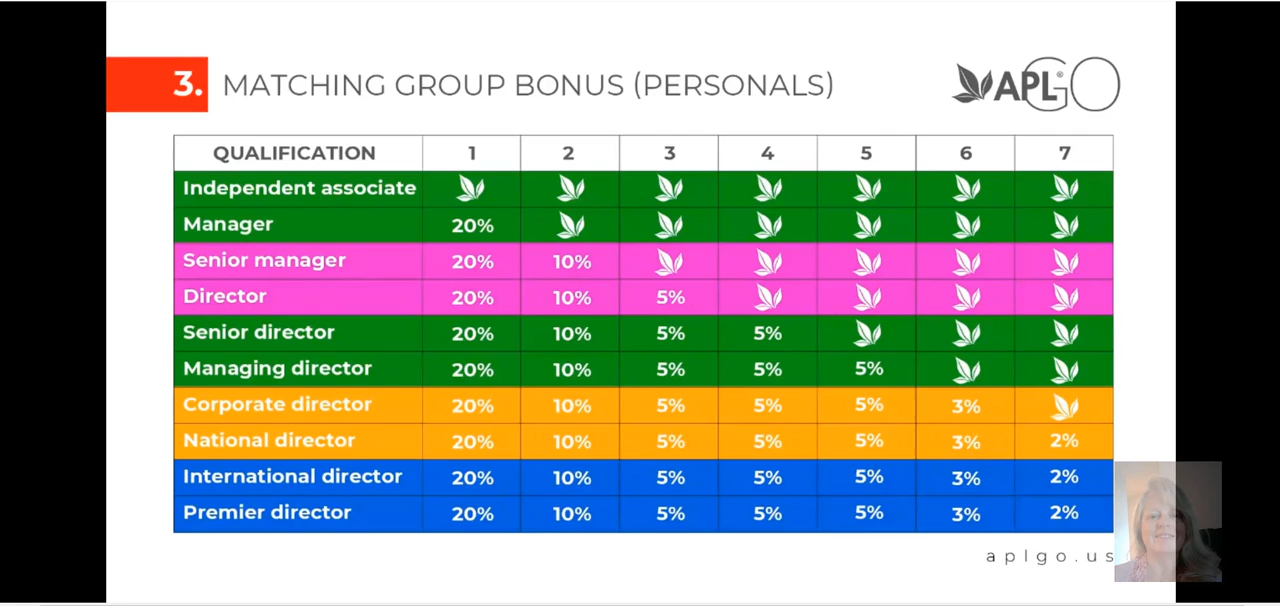 3. MATCHING GROUP BONUS (PERSONALS)
APL® GO
QUALIFICATION 1 2 3 4 5 6 7
Independent associate
Manager 20%
Senior manager 20% 10%
Director 20% 10% 5%
Senior director 20% 10% 5% 5%
Managing director 20% 10% 5% 5% 5%
Corporate director 20% 10% 5% 5% 5% 3%
National director 20% 10% 5% 5% 5% 3% 2%
International director 20% 10% 5% 5% 5% 3% 2%
Premier director 20% 10% 5% 5% 5% 3% 2%
aplgo.us